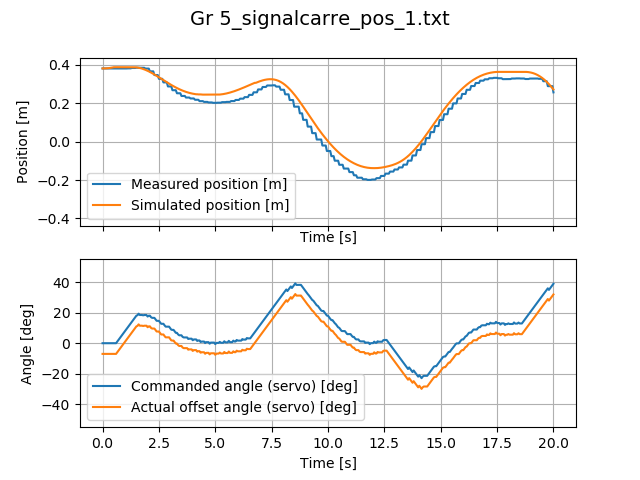 Gr 5_signalcarre_pos_1.txt
0.4
0.2
0.0
−0.2
−0.4
Position [m]
Measured position [m]
Simulated position [m]
Time [s]
40
20
0
−20
−40
Angle [deg]
Commanded angle (servo) [deg]
Actual offset angle (servo) [deg]
0.0 2.5 5.0 7.5 10.0 12.5 15.0 17.5 20.0
Time [s]